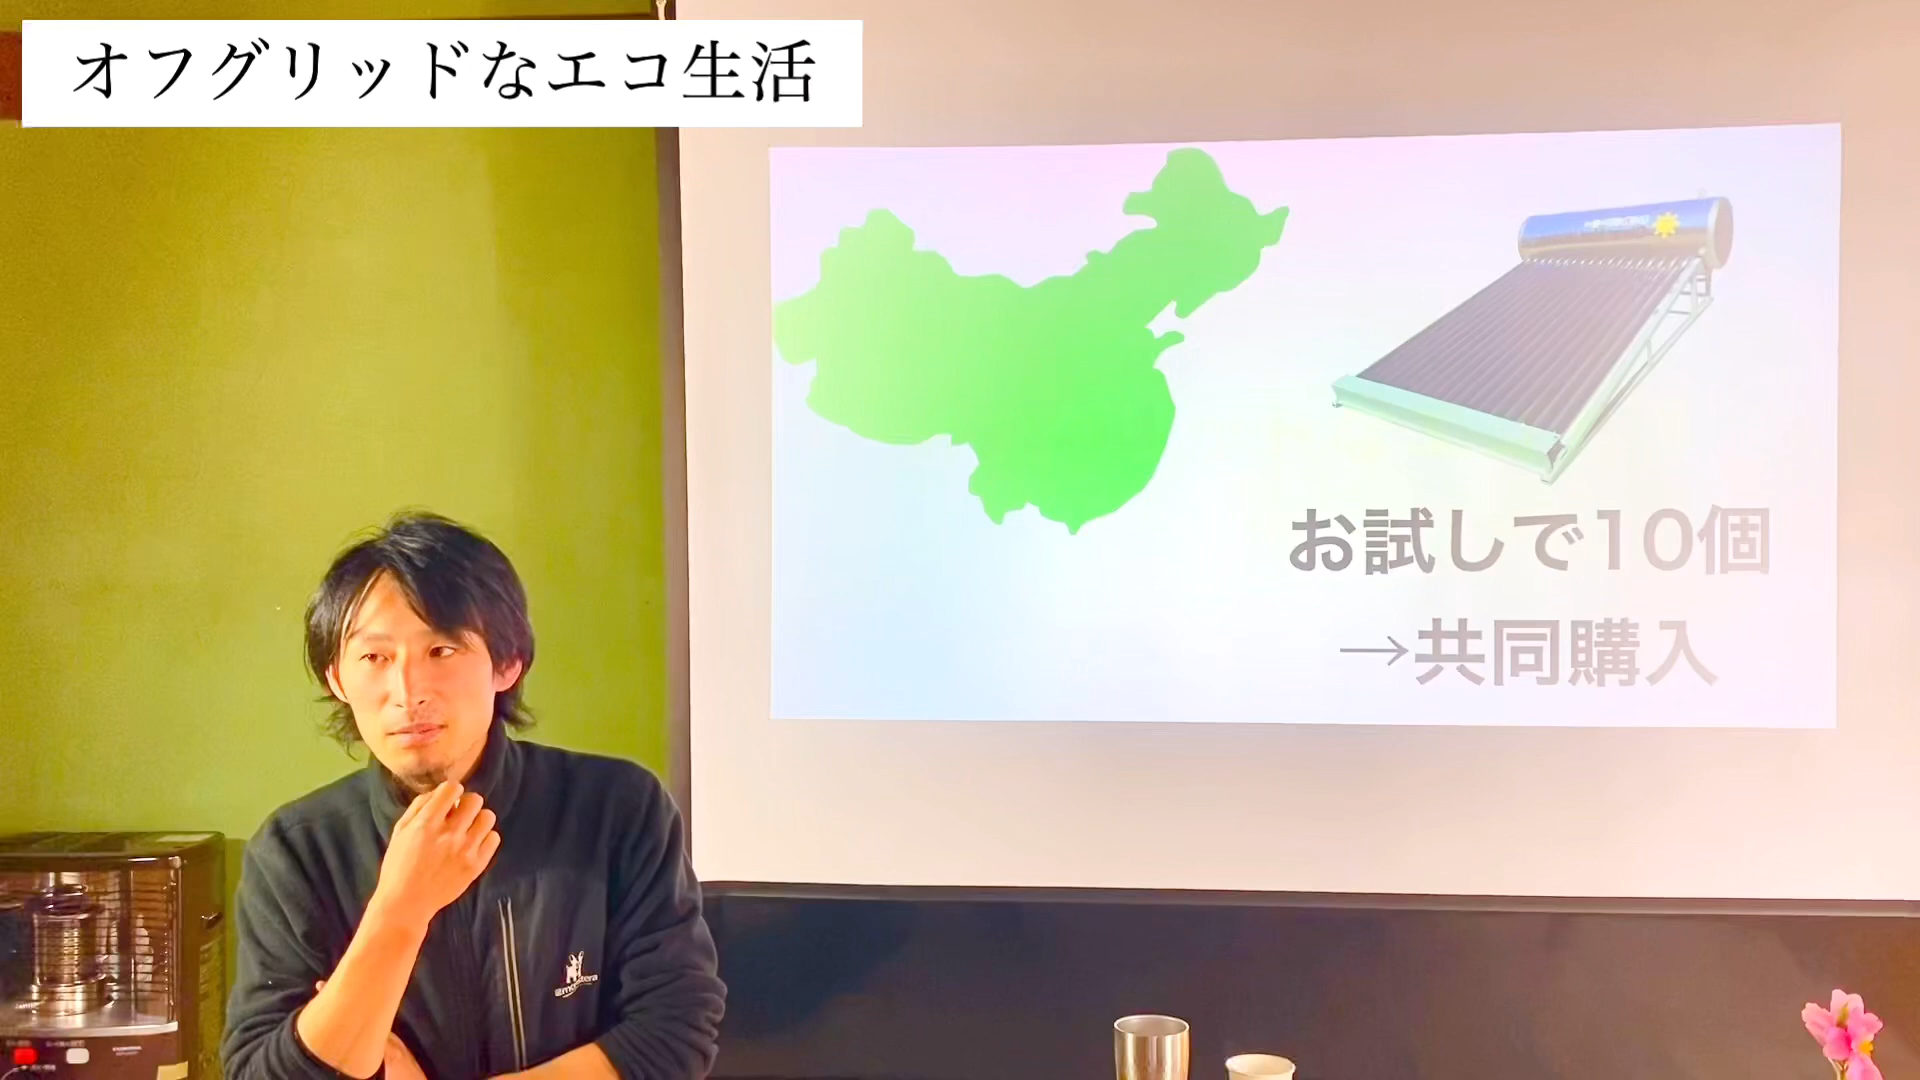 オフグリッドなエコ生活
お試しで10個
→共同購入